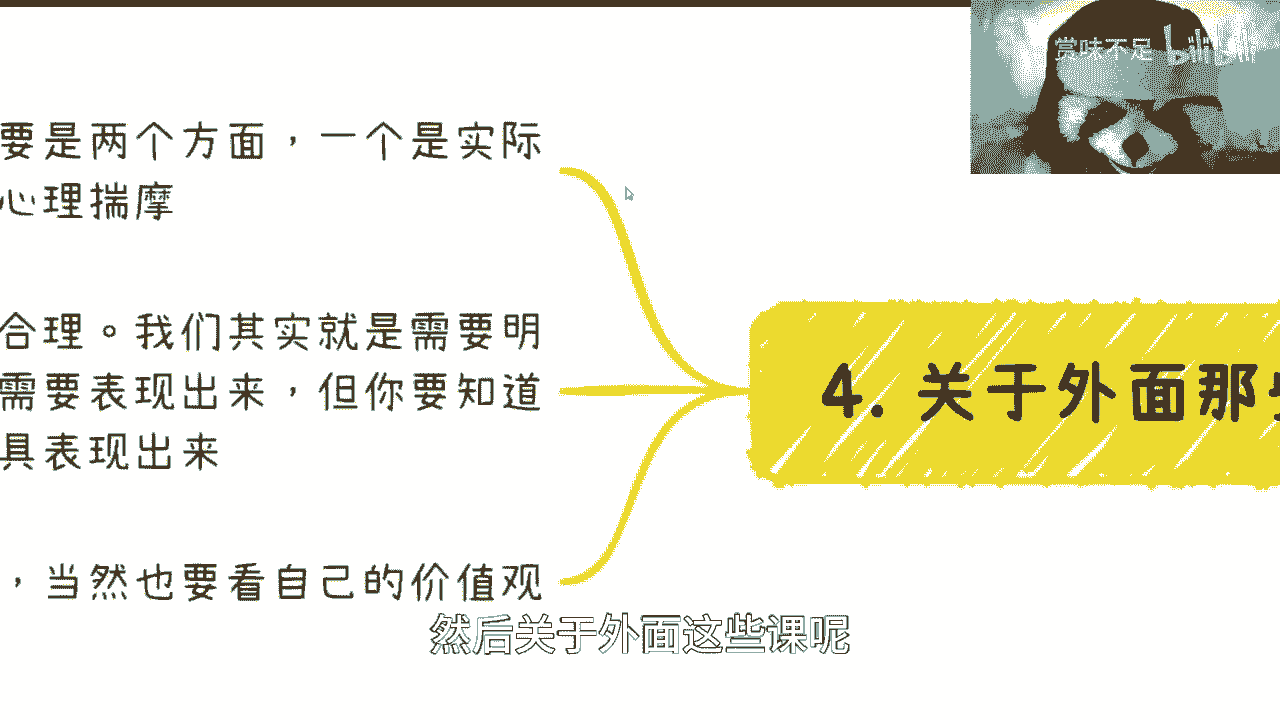 赏味不足 bilibili
要是两个方面，一个是实际
心理揣摩
合理。我们其实就是需要明
需要表现出来，但你要知道
具表现出来
4. 关于外面那
，当然也要看自己的价值观
然后关于外面这些课呢